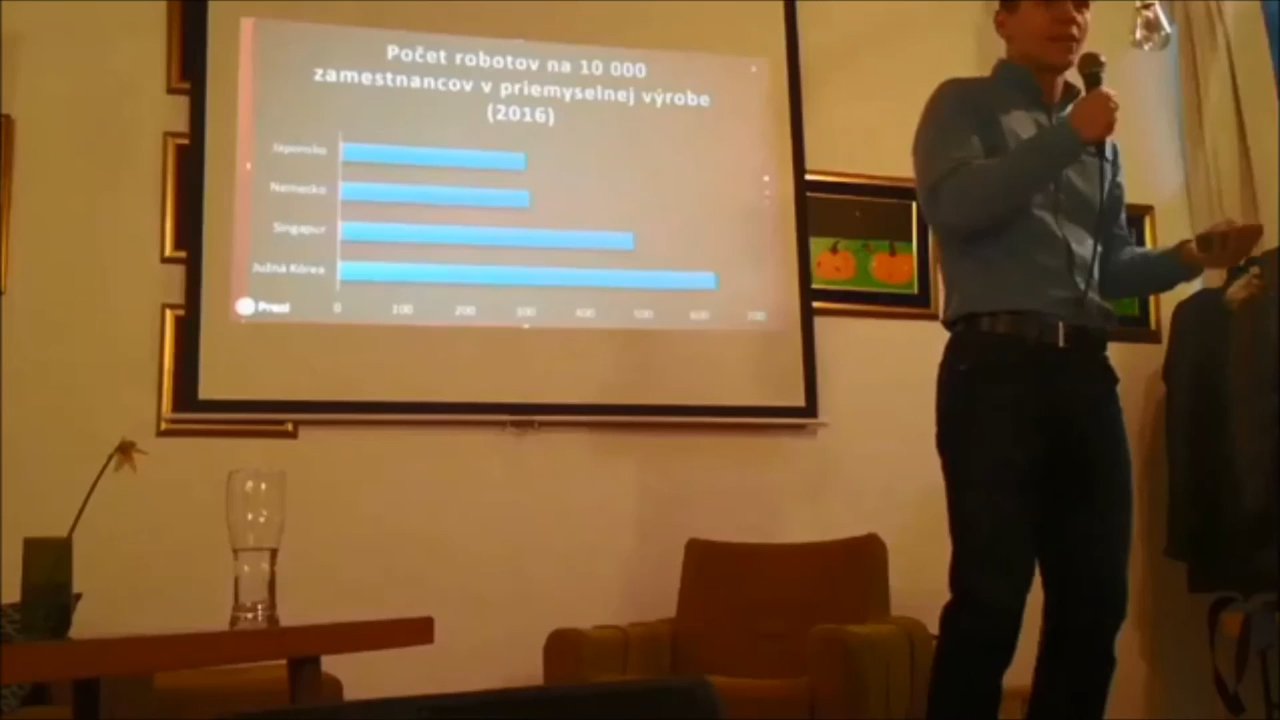 Počet robotov na 10 000
zamestnancov v priemyselnej výrobe
(2016)
Japonsko
Nemecko
Singapur
Južná Kórea
Prezi
0 100 200 300 400 500 600 700